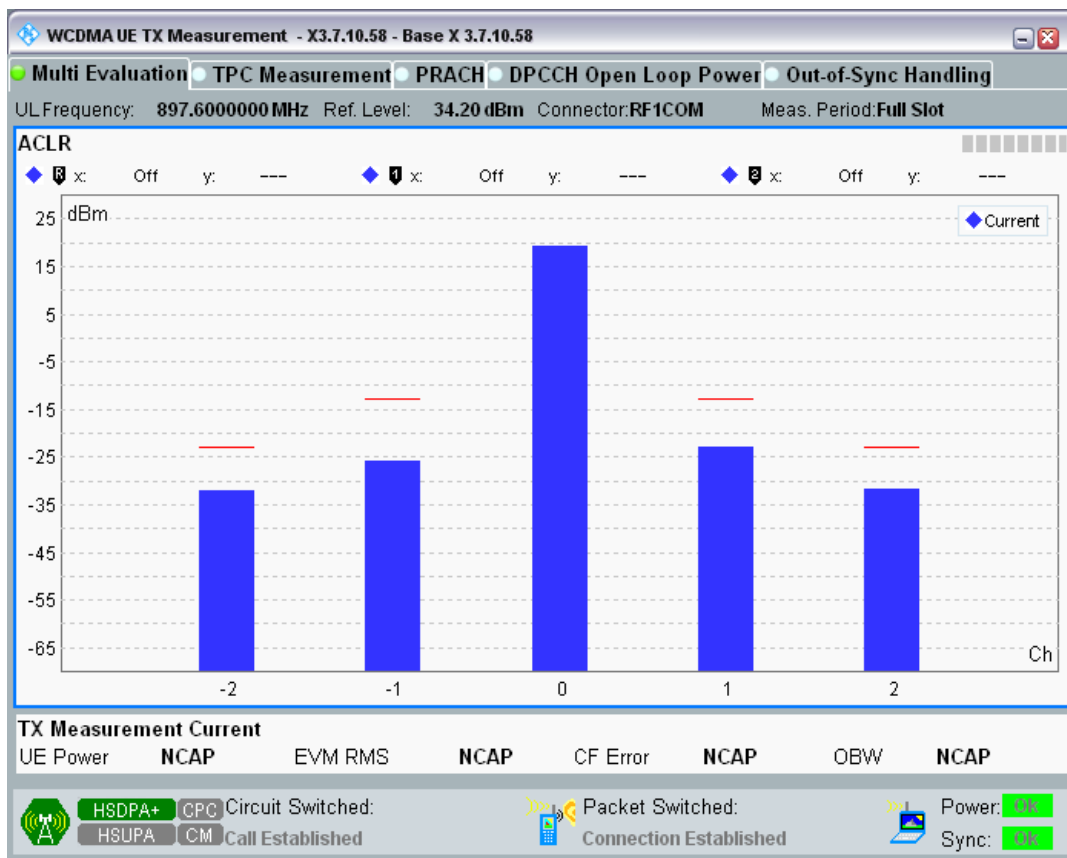 WCDMA UE TX Measurement - X3.7.10.58 - Base X 3.7.10.58
Multi Evaluation TPC Measurement PRACH DPCCH Open Loop Power Out-of-Sync Handling
UL Frequency: 897.6000000 MHz Ref. Level: 34.20 dBm Connector:RF1COM Meas. Period:Full Slot
ACLR
R x: Off y: --- 1 x: Off y: --- 2 x: Off y: ---
dBm
Current
25
15
5
-5
-15
-25
-35
-45
-55
-65
Ch
-2 -1 0 1 2
TX Measurement Current
UE Power NCAP EVM RMS NCAP CF Error NCAP OBW NCAP
HSDPA+ CPC Circuit Switched: Packet Switched: Power: Ok
HSUPA CM Call Established Connection Established Sync: Ok